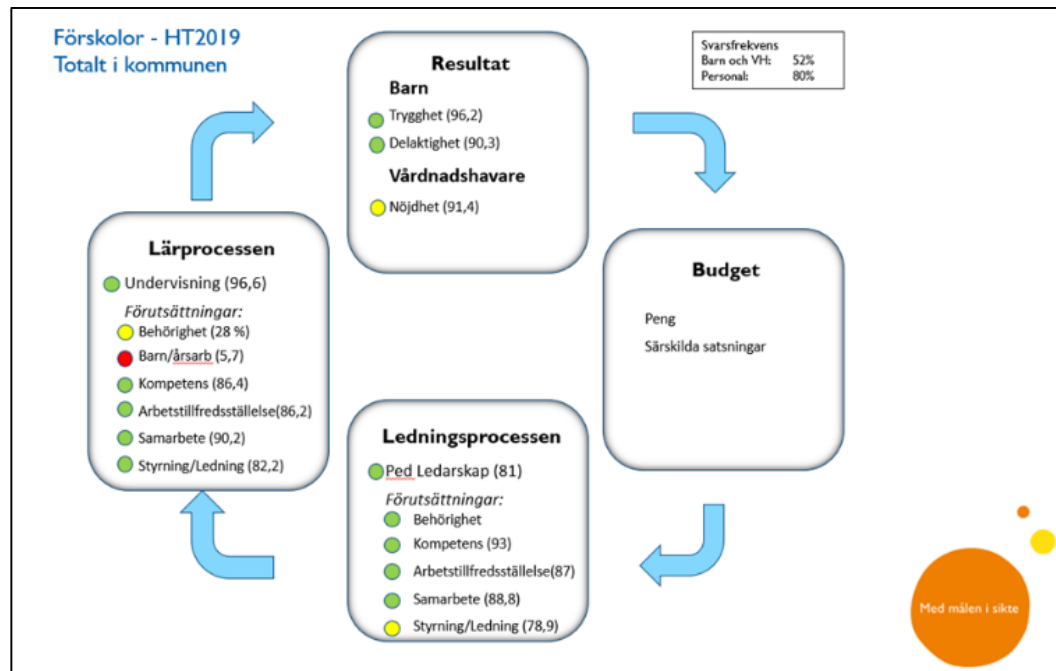 Förskolor - HT2019
Totalt i kommunen
Svarsfrekvens
Barn och VH: 52%
Personal: 80%
Resultat
Barn
Trygghet (96,2)
Delaktighet (90,3)
Vårdnadshavare
Nöjdhet (91,4)
Lärprocessen
Undervisning (96,6)
Förutsättningar:
Behörighet (28 %)
Barn/årsarb (5,7)
Kompetens (86,4)
Arbetstillfredsställelse(86,2)
Samarbete (90,2)
Styrning/Ledning (82,2)
Budget
Peng
Särskilda satsningar
Ledningsprocessen
Ped Ledarskap (81)
Förutsättningar:
Behörighet
Kompetens (93)
Arbetstillfredsställelse(87)
Samarbete (88,8)
Styrning/Ledning (78,9)
Med målen i sikte